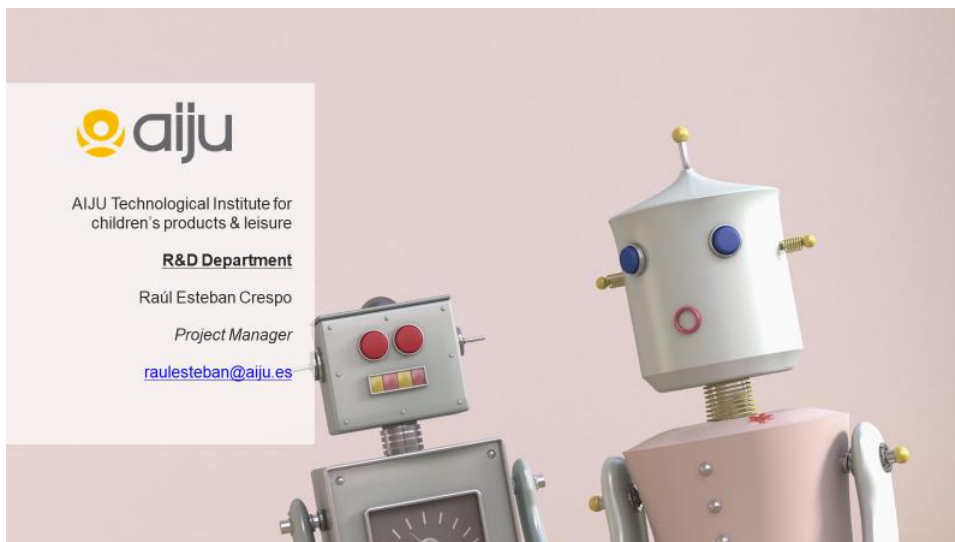 aiju
AIJU Technological Institute for
children's products & leisure
R&D Department
Raúl Esteban Crespo
Project Manager
raulesteban@aiju.es